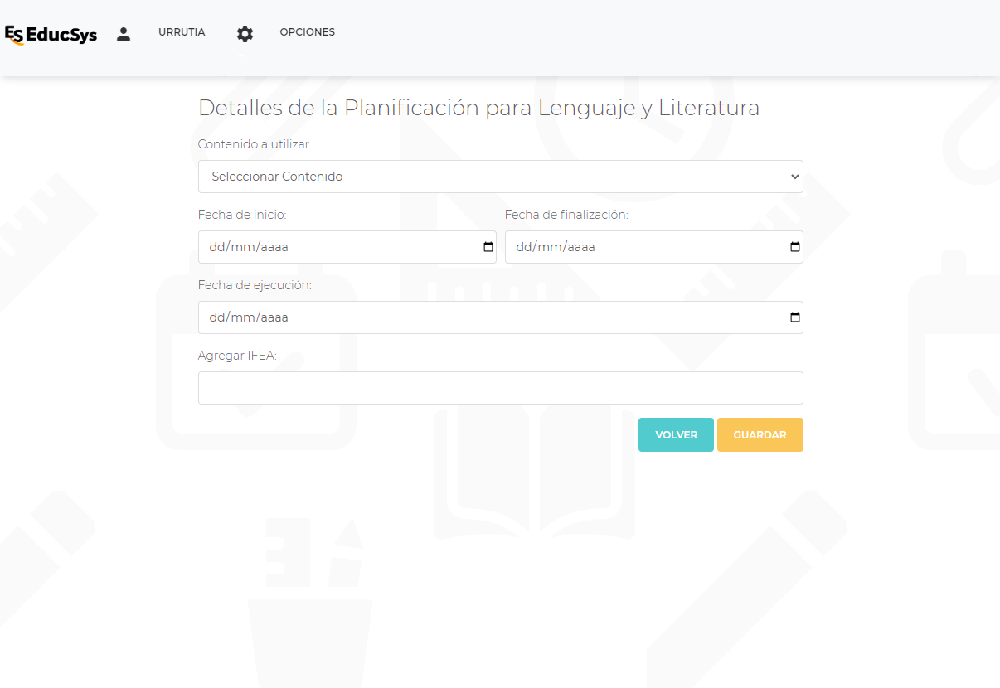 ES EducSys URRUTIA OPCIONES
Detalles de la Planificación para Lenguaje y Literatura
Contenido a utilizar:
Seleccionar Contenido
Fecha de inicio: Fecha de finalización:
dd/mm/aaaa dd/mm/aaaa
Fecha de ejecución:
dd/mm/aaaa
Agregar IFEA:
VOLVER GUARDAR